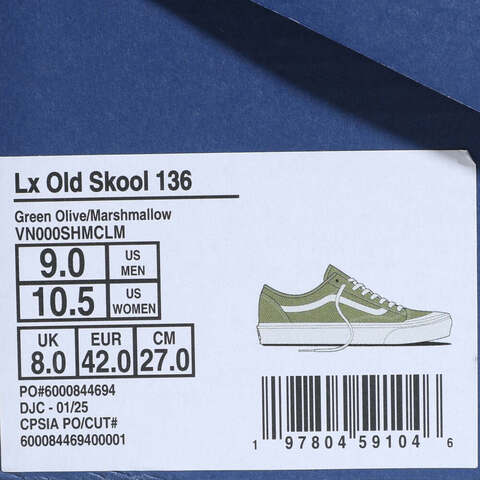 Lx Old Skool 136
Green Olive/Marshmallow
VN000SHMCLM
9.0 US MEN
10.5 US WOMEN
UK EUR CM
8.0 42.0 27.0
PO#6000844694
DJC - 01/25
CPSIA PO/CUT#
600084469400001
1 97804 59104 6